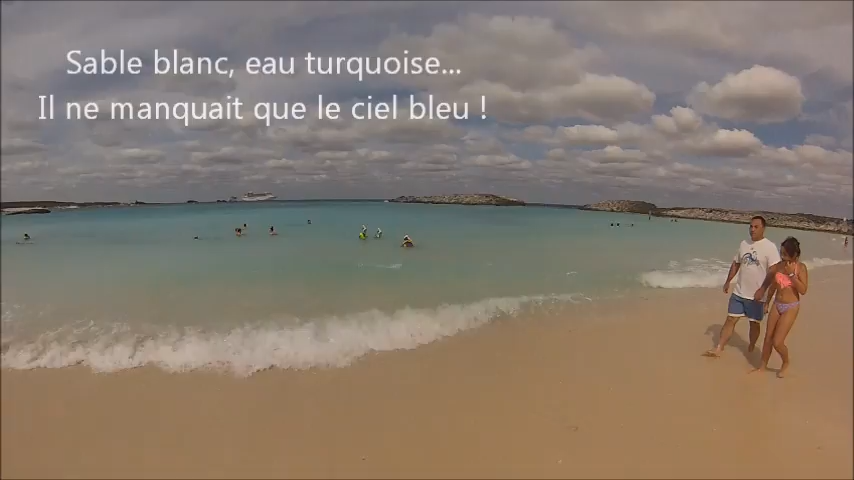 Sable blanc, eau turquoise...
Il ne manquait que le ciel bleu !